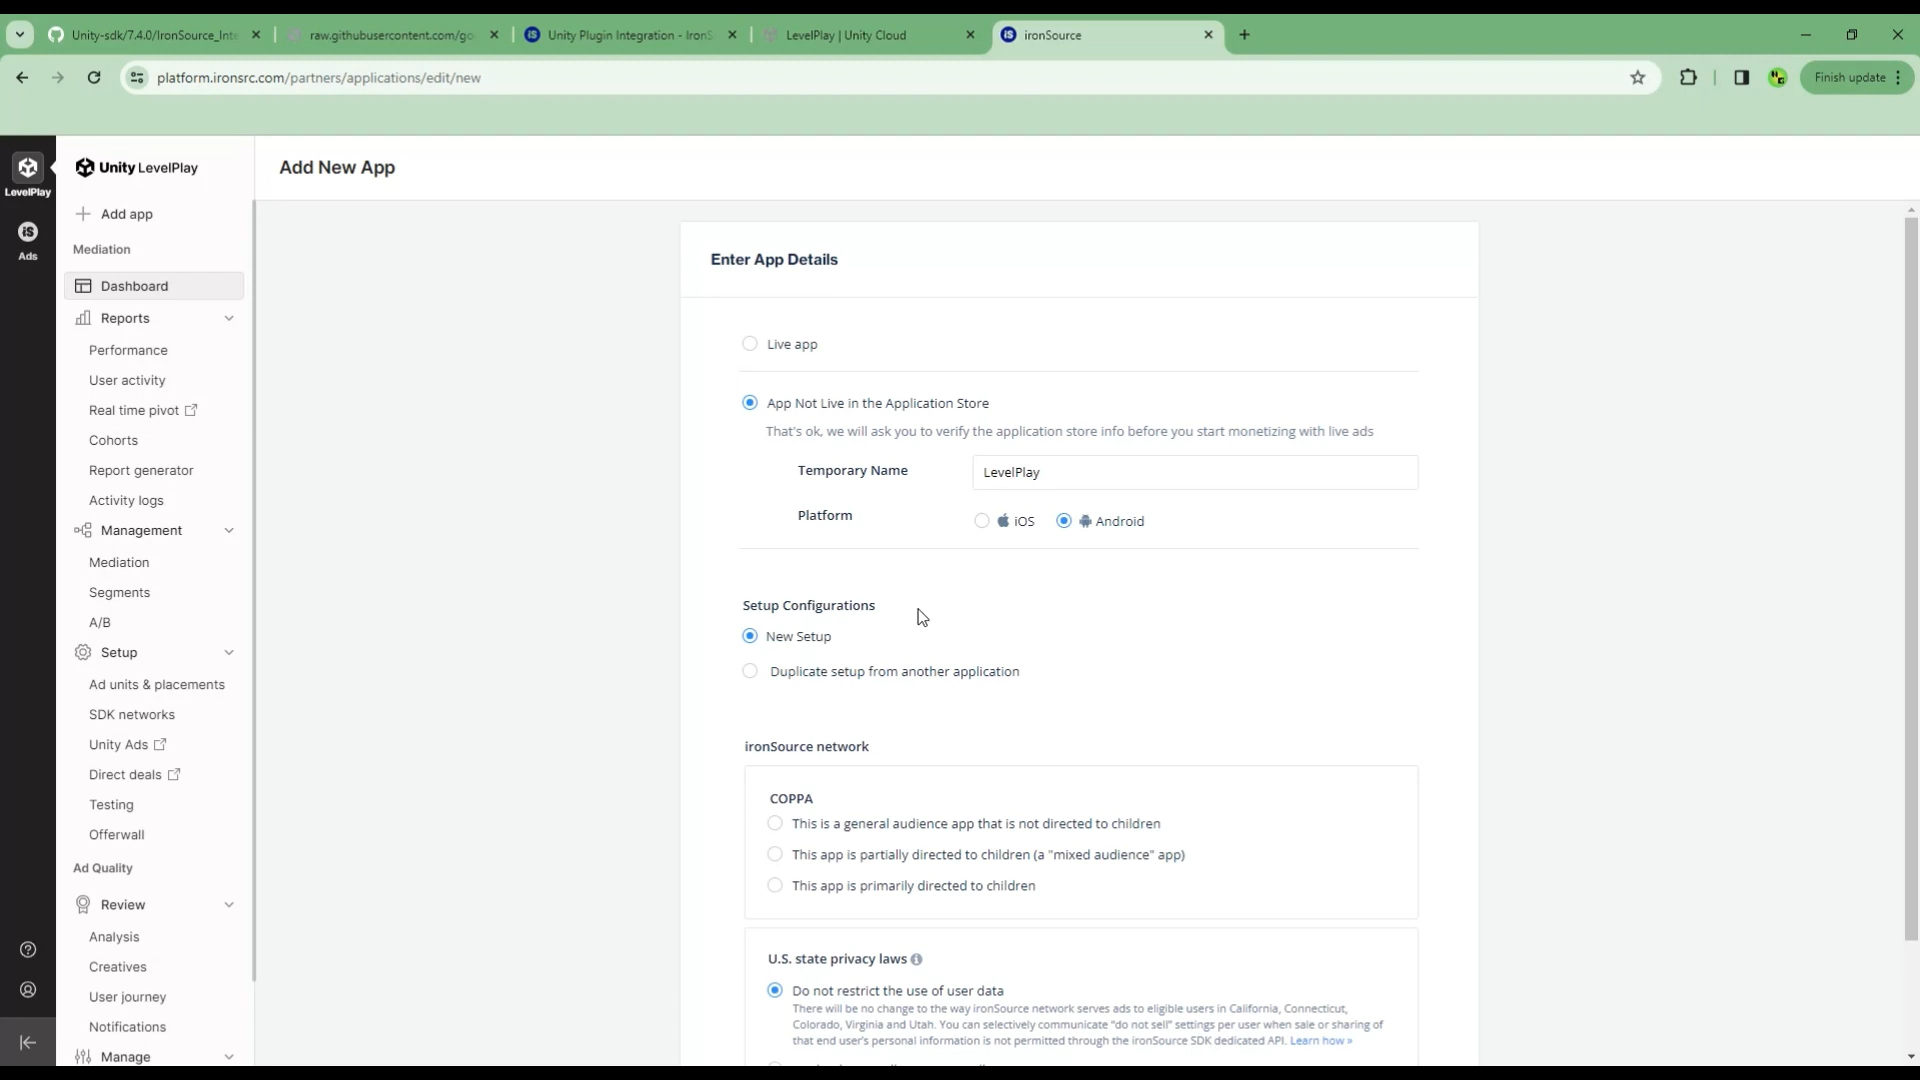 Unity-sdk/7.4.0/IronSource_Inte
raw.githubusercontent.com/go
Unity Plugin Integration - IronS
LevelPlay | Unity Cloud
ironSource
platform.ironsrc.com/partners/applications/edit/new
Finish update
LevelPlay
Ads
Unity LevelPlay
Add app
Mediation
Dashboard
Reports
Performance
User activity
Real time pivot
Cohorts
Report generator
Activity logs
Management
Mediation
Segments
A/B
Setup
Ad units & placements
SDK networks
Unity Ads
Direct deals
Testing
Offerwall
Ad Quality
Review
Analysis
Creatives
User journey
Notifications
Manage
Add New App
Enter App Details
Live app
App Not Live in the Application Store
That's ok, we will ask you to verify the application store info before you start monetizing with live ads
Temporary Name
LevelPlay
Platform
iOS
Android
Setup Configurations
New Setup
Duplicate setup from another application
ironSource network
COPPA
This is a general audience app that is not directed to children
This app is partially directed to children (a "mixed audience" app)
This app is primarily directed to children
U.S. state privacy laws
Do not restrict the use of user data
There will be no change to the way ironSource network serves ads to eligible users in California, Connecticut,
Colorado, Virginia and Utah. You can selectively communicate "do not sell" settings per user when sale or sharing of
that end user's personal information is not permitted through the ironSource SDK dedicated API. Learn how »